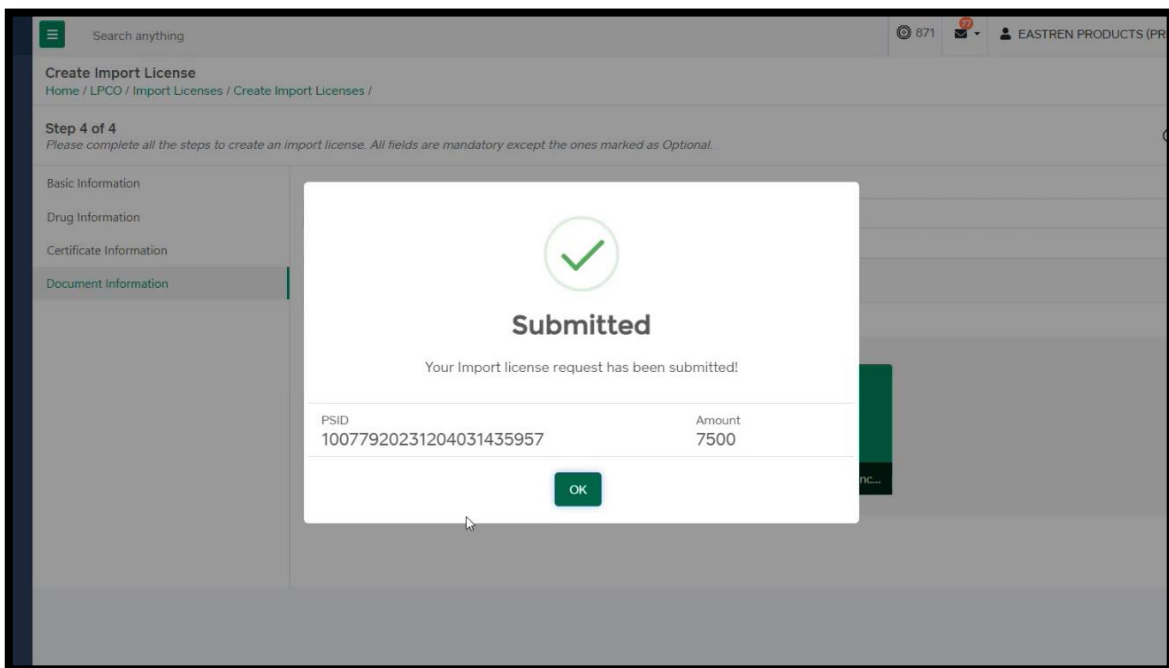 Search anything
871
77
EASTREN PRODUCTS (PR
Create Import License
Home / LPCO / Import Licenses / Create Import Licenses /
Step 4 of 4
Please complete all the steps to create an import license. All fields are mandatory except the ones marked as Optional.
Basic Information
Drug Information
Certificate Information
Document Information
Submitted
Your Import license request has been submitted!
PSID Amount
10077920231204031435957 7500
nc...
OK